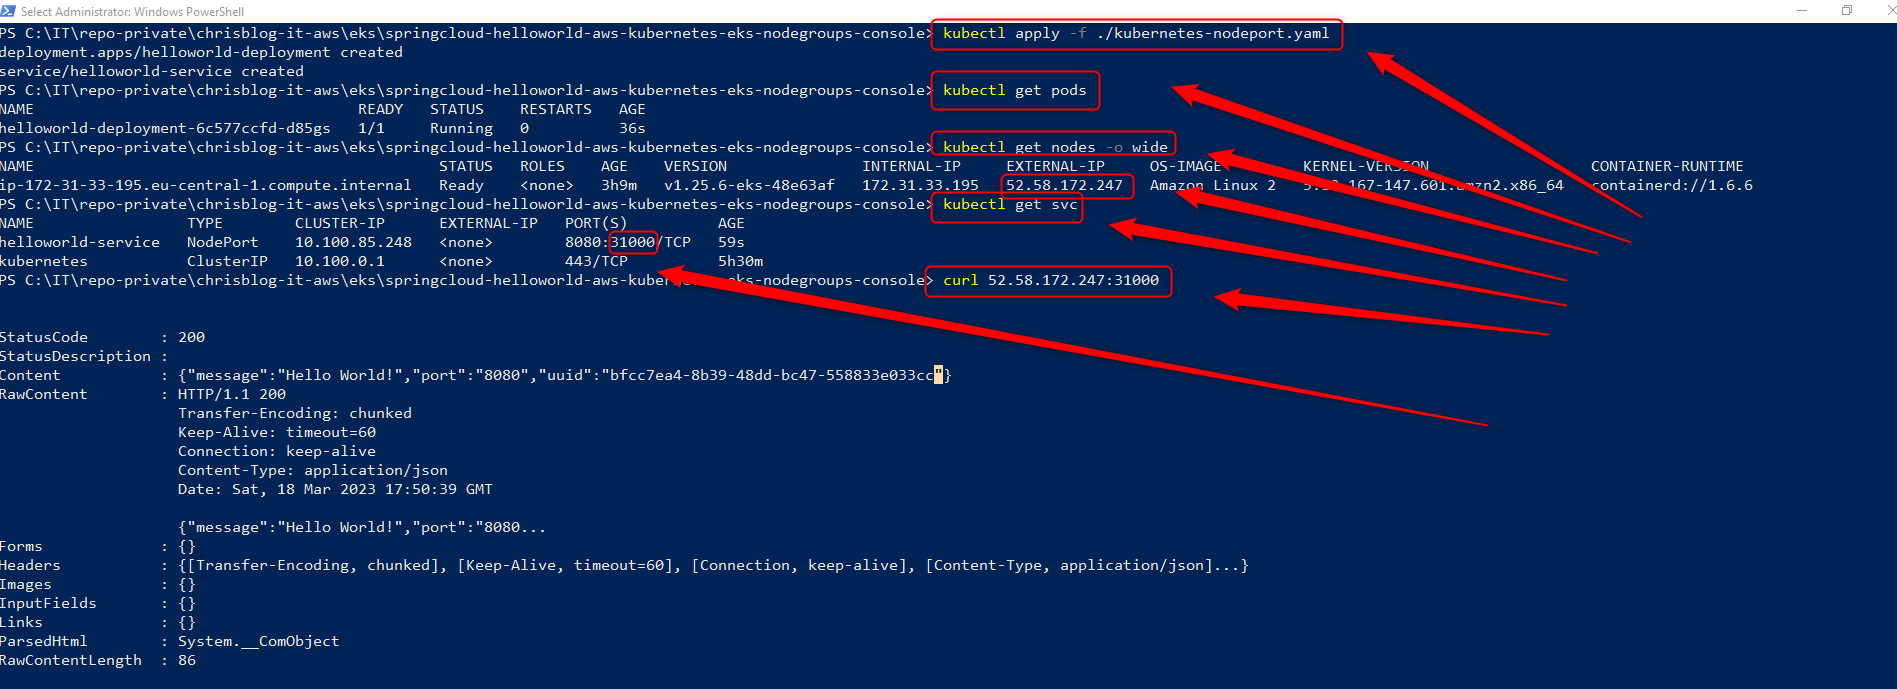 Select Administrator: Windows PowerShell
PS C:\IT\repo-private\chrisblog-it-aws\eks\springcloud-helloworld-aws-kubernetes-eks-nodegroups-console> kubectl apply -f ./kubernetes-nodeport.yaml
deployment.apps/helloworld-deployment created
service/helloworld-service created
PS C:\IT\repo-private\chrisblog-it-aws\eks\springcloud-helloworld-aws-kubernetes-eks-nodegroups-console> kubectl get pods
NAME READY STATUS RESTARTS AGE
helloworld-deployment-6c577ccfd-d85gs 1/1 Running 0 36s
PS C:\IT\repo-private\chrisblog-it-aws\eks\springcloud-helloworld-aws-kubernetes-eks-nodegroups-console> kubectl get nodes -o wide
NAME STATUS ROLES AGE VERSION INTERNAL-IP EXTERNAL-IP OS-IMAGE KERNEL-VERSION CONTAINER-RUNTIME
ip-172-31-33-195.eu-central-1.compute.internal Ready <none> 3h9m v1.25.6-eks-48e63af 172.31.33.195 52.58.172.247 Amazon Linux 2 5.10.167-147.601.amzn2.x86_64 containerd://1.6.6
PS C:\IT\repo-private\chrisblog-it-aws\eks\springcloud-helloworld-aws-kubernetes-eks-nodegroups-console> kubectl get svc
NAME TYPE CLUSTER-IP EXTERNAL-IP PORT(S) AGE
helloworld-service NodePort 10.100.85.248 <none> 8080:31000/TCP 59s
kubernetes ClusterIP 10.100.0.1 <none> 443/TCP 5h30m
PS C:\IT\repo-private\chrisblog-it-aws\eks\springcloud-helloworld-aws-kubernetes-eks-nodegroups-console> curl 52.58.172.247:31000
StatusCode : 200
StatusDescription :
Content : {"message":"Hello World!","port":"8080","uuid":"bfcc7ea4-8b39-48dd-bc47-558833e033cc"}
RawContent : HTTP/1.1 200
Transfer-Encoding: chunked
Keep-Alive: timeout=60
Connection: keep-alive
Content-Type: application/json
Date: Sat, 18 Mar 2023 17:50:39 GMT
{"message":"Hello World!","port":"8080...
Forms : {}
Headers : {[Transfer-Encoding, chunked], [Keep-Alive, timeout=60], [Connection, keep-alive], [Content-Type, application/json]...}
Images : {}
InputFields : {}
Links : {}
ParsedHtml : System.__ComObject
RawContentLength : 86